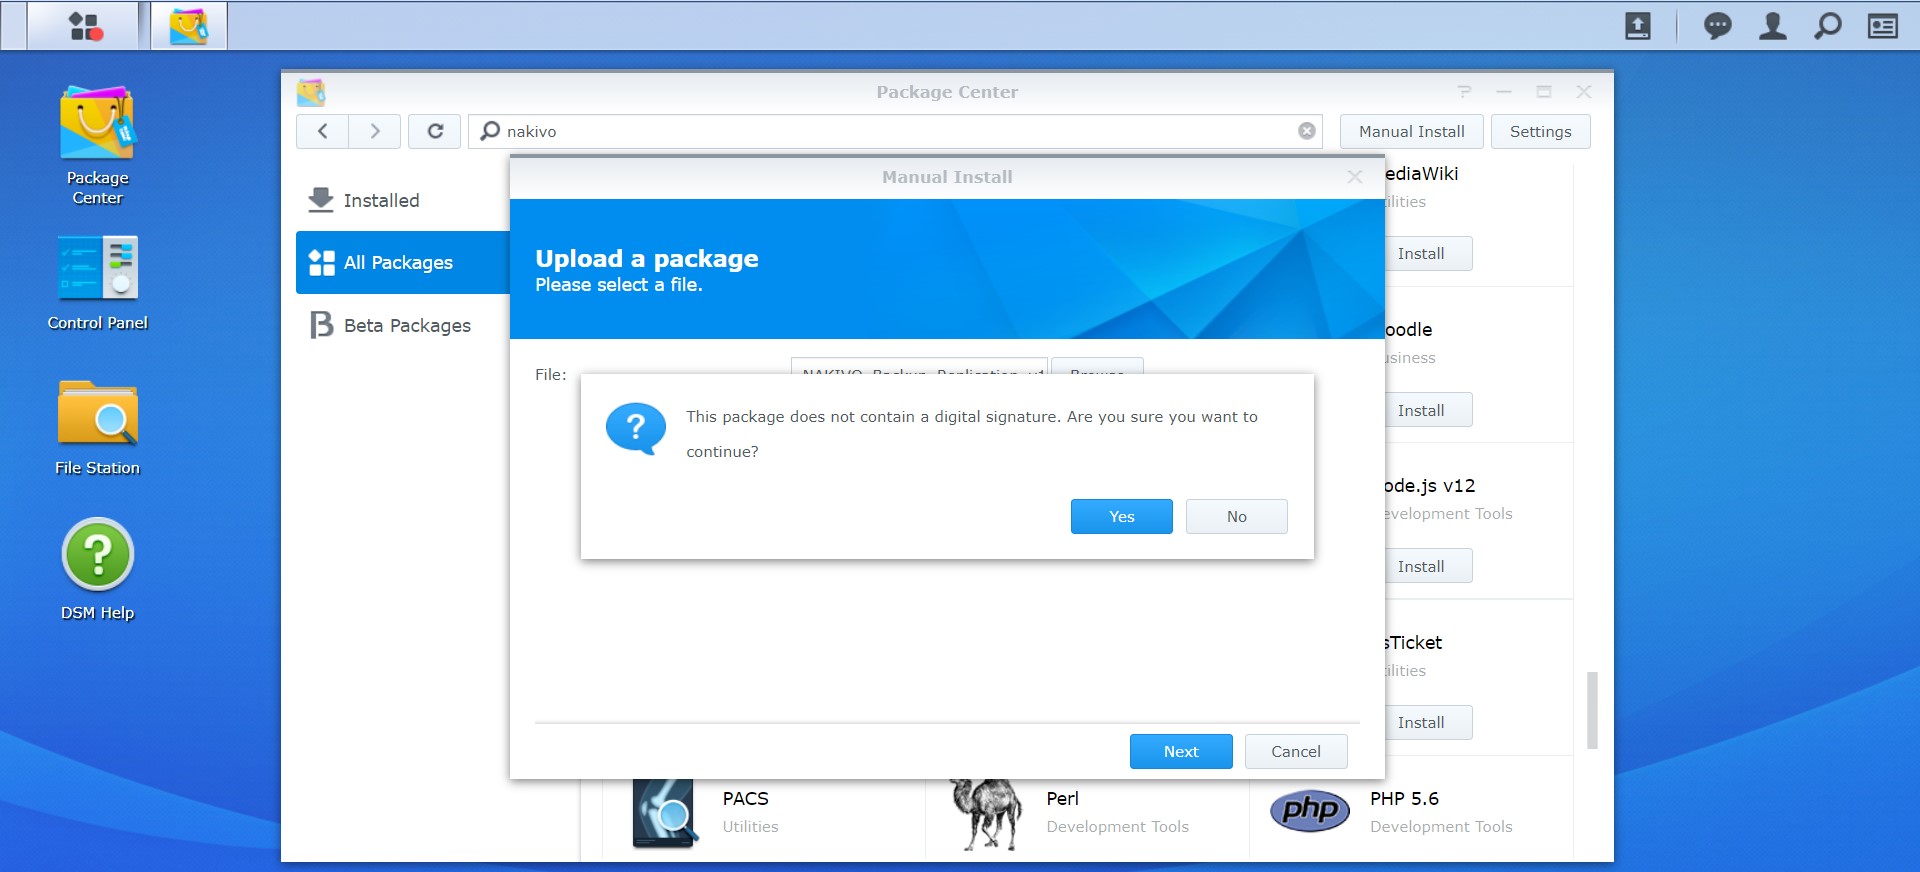 Package Center
nakivo
Manual Install
Settings
Package
Center
Control Panel
File Station
DSM Help
Installed
All Packages
Beta Packages
Manual Install
Upload a package
Please select a file.
File:
This package does not contain a digital signature. Are you sure you want to
continue?
Yes
No
Next
Cancel
ediaWiki
ilities
Install
oodle
usiness
Install
ode.js v12
evelopment Tools
Install
sTicket
ilities
Install
PACS
Utilities
Perl
Development Tools
php
PHP 5.6
Development Tools